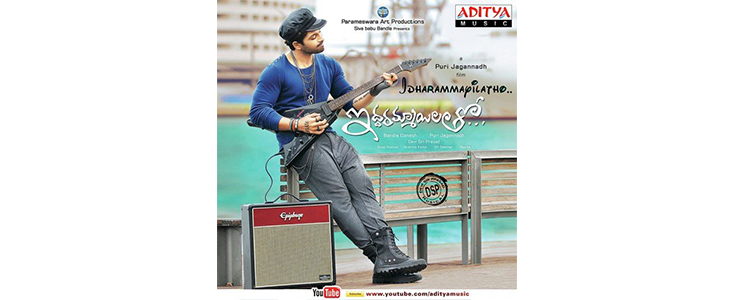 Parameswara Art Productions
Siva babu Bandla Presents
ADITYA
MUSIC
a
Puri Jagannadh
film
IDHARAMMAYILATHO..
ఇద్దరమ్మాయిలతో...
Bandla Ganesh Puri Jagannadh
Devi Sri Prasad
DSP
Epiphone
YouTube Subscribe www.youtube.com/adityamusic